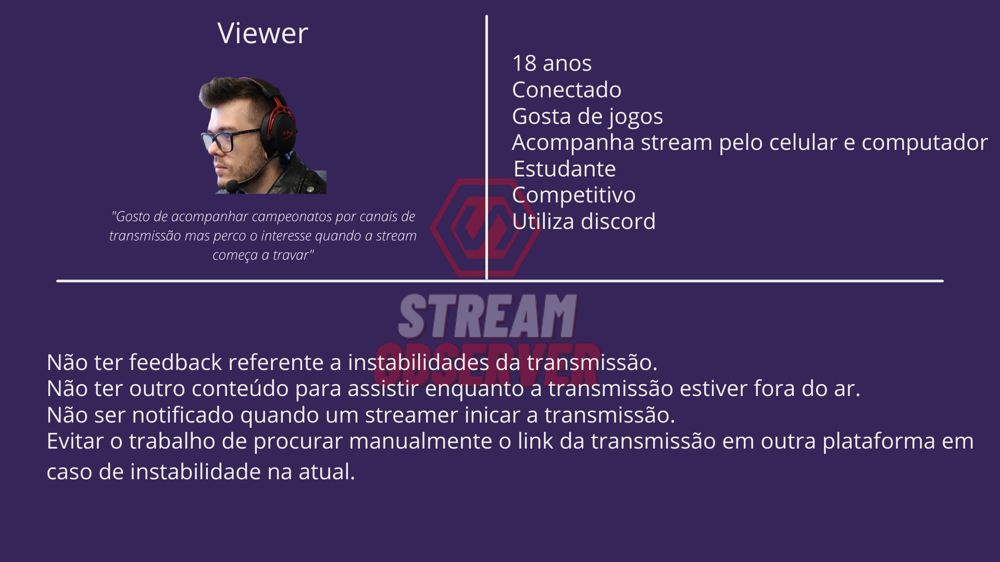 Viewer
"Gosto de acompanhar campeonatos por canais de
transmissão mas perco o interesse quando a stream
começa a travar"
18 anos
Conectado
Gosta de jogos
Acompanha stream pelo celular e computador
Estudante
Competitivo
Utiliza discord
STREAM
OBSERVER
Não ter feedback referente a instabilidades da transmissão.
Não ter outro conteúdo para assistir enquanto a transmissão estiver fora do ar.
Não ser notificado quando um streamer inicar a transmissão.
Evitar o trabalho de procurar manualmente o link da transmissão em outra plataforma em
caso de instabilidade na atual.